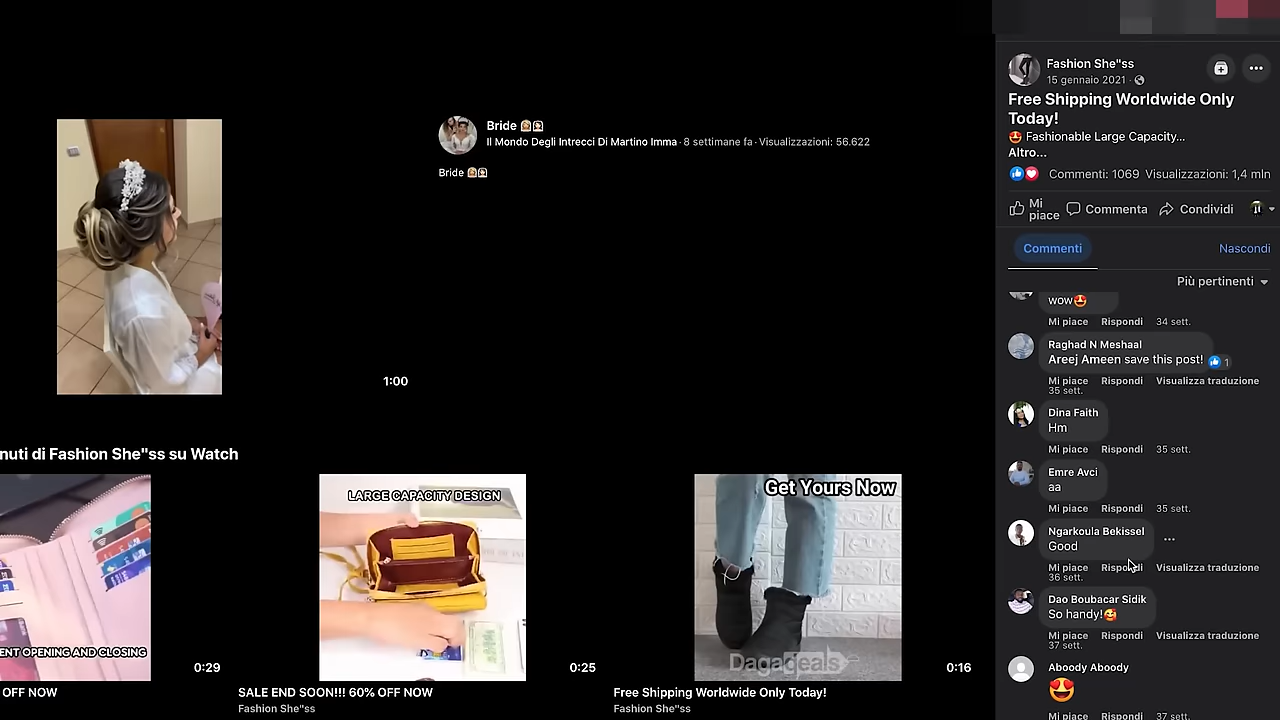 Bride
Il Mondo Degli Intrecci Di Martino Imma · 8 settimane fa · Visualizzazioni: 56.622
Bride
1:00
nuti di Fashion She"ss su Watch
ENT OPENING AND CLOSING
0:29
OFF NOW
LARGE CAPACITY DESIGN
0:25
SALE END SOON!!! 60% OFF NOW
Fashion She"ss
Get Yours Now
Dagadeals
0:16
Free Shipping Worldwide Only Today!
Fashion She"ss
Fashion She"ss
15 gennaio 2021 ·
Free Shipping Worldwide Only
Today!
🤩 Fashionable Large Capacity...
Altro...
Commenti: 1069 Visualizzazioni: 1,4 mln
Mi piace Commenta Condividi
Commenti Nascondi
Più pertinenti
wow🤩
Mi piace Rispondi 34 sett.
Raghad N Meshaal
Areej Ameen save this post! 1
Mi piace Rispondi Visualizza traduzione
35 sett.
Dina Faith
Hm
Mi piace Rispondi 35 sett.
Emre Avci
aa
Mi piace Rispondi 35 sett.
Ngarkoula Bekissel
Good
Mi piace Rispondi Visualizza traduzione
36 sett.
Dao Boubacar Sidik
So handy!🥰
Mi piace Rispondi Visualizza traduzione
37 sett.
Aboody Aboody
🤩
Mi piace Rispondi 37 sett.